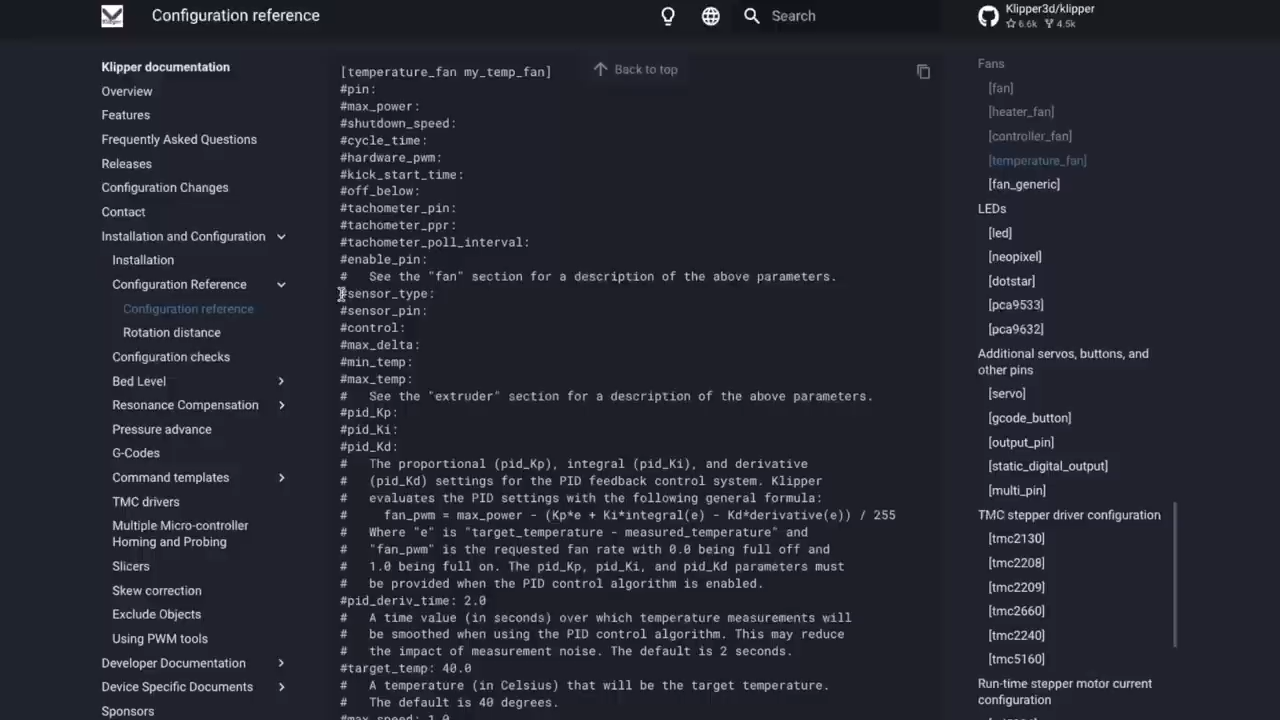 Configuration reference
Search
Klipper3d/klipper
6.6k 4.5k
Klipper
Klipper documentation
Overview
Features
Frequently Asked Questions
Releases
Configuration Changes
Contact
Installation and Configuration
Installation
Configuration Reference
Configuration reference
Rotation distance
Configuration checks
Bed Level
Resonance Compensation
Pressure advance
G-Codes
Command templates
TMC drivers
Multiple Micro-controller
Homing and Probing
Slicers
Skew correction
Exclude Objects
Using PWM tools
Developer Documentation
Device Specific Documents
Sponsors
Back to top
[temperature_fan my_temp_fan]
#pin:
#max_power:
#shutdown_speed:
#cycle_time:
#hardware_pwm:
#kick_start_time:
#off_below:
#tachometer_pin:
#tachometer_ppr:
#tachometer_poll_interval:
#enable_pin:
#   See the "fan" section for a description of the above parameters.
#sensor_type:
#sensor_pin:
#control:
#max_delta:
#min_temp:
#max_temp:
#   See the "extruder" section for a description of the above parameters.
#pid_Kp:
#pid_Ki:
#pid_Kd:
#   The proportional (pid_Kp), integral (pid_Ki), and derivative
#   (pid_Kd) settings for the PID feedback control system. Klipper
#   evaluates the PID settings with the following general formula:
#     fan_pwm = max_power - (Kp*e + Ki*integral(e) - Kd*derivative(e)) / 255
#   Where "e" is "target_temperature - measured_temperature" and
#   "fan_pwm" is the requested fan rate with 0.0 being full off and
#   1.0 being full on. The pid_Kp, pid_Ki, and pid_Kd parameters must
#   be provided when the PID control algorithm is enabled.
#pid_deriv_time: 2.0
#   A time value (in seconds) over which temperature measurements will
#   be smoothed when using the PID control algorithm. This may reduce
#   the impact of measurement noise. The default is 2 seconds.
#target_temp: 40.0
#   A temperature (in Celsius) that will be the target temperature.
#   The default is 40 degrees.
#max_speed: 1.0
Fans
[fan]
[heater_fan]
[controller_fan]
[temperature_fan]
[fan_generic]
LEDs
[led]
[neopixel]
[dotstar]
[pca9533]
[pca9632]
Additional servos, buttons, and
other pins
[servo]
[gcode_button]
[output_pin]
[static_digital_output]
[multi_pin]
TMC stepper driver configuration
[tmc2130]
[tmc2208]
[tmc2209]
[tmc2660]
[tmc2240]
[tmc5160]
Run-time stepper motor current
configuration